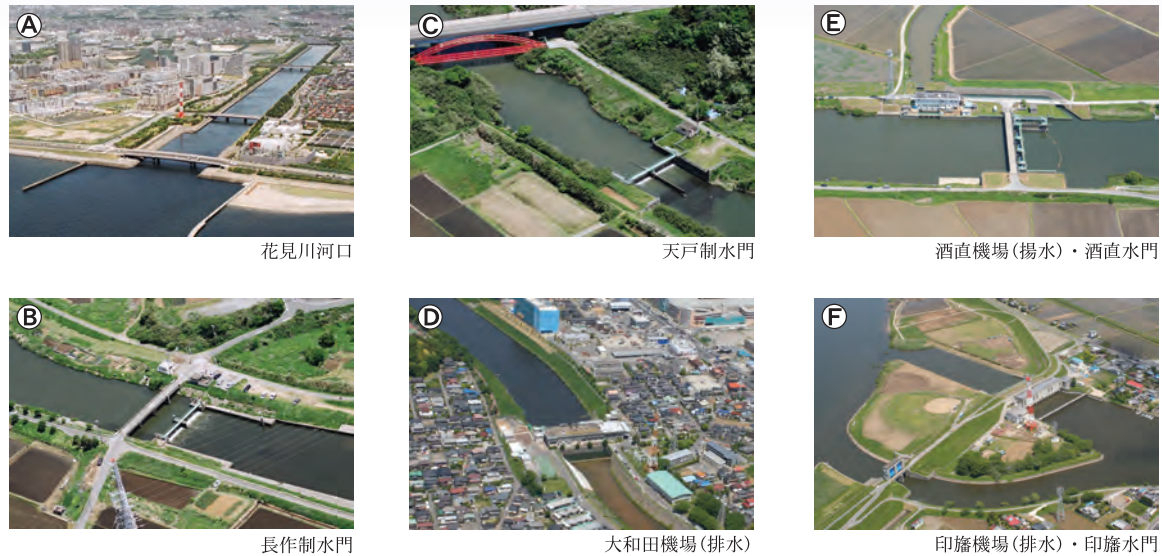 A
花見川河口
C
天戸制水門
E
酒直機場(揚水)・酒直水門
B
長作制水門
D
大和田機場(排水)
F
印旛機場(排水)・印旛水門